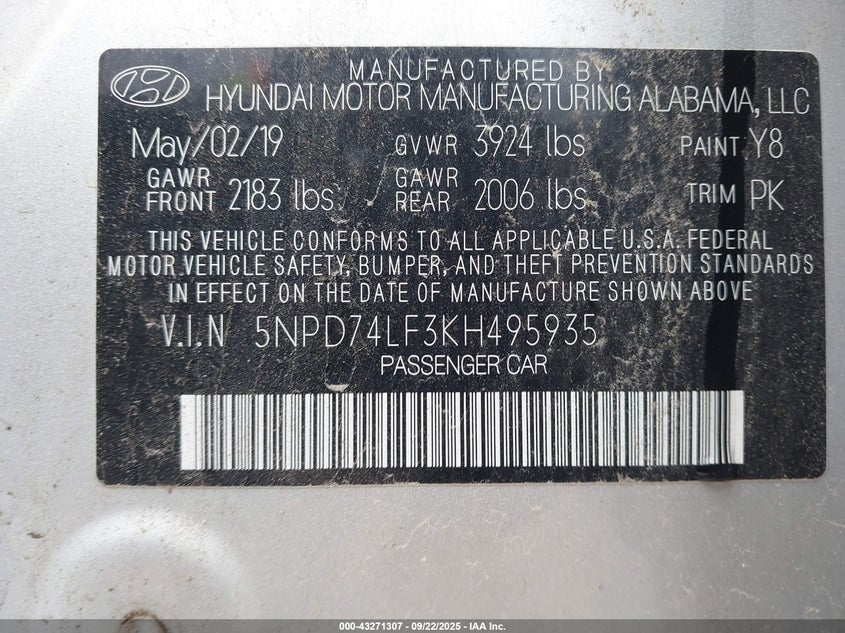 MANUFACTURED BY
HYUNDAI MOTOR MANUFACTURING ALABAMA, LLC
May/02/19 GVWR 3924 lbs PAINT Y8
GAWR FRONT 2183 lbs GAWR REAR 2006 lbs TRIM PK
THIS VEHICLE CONFORMS TO ALL APPLICABLE U.S.A. FEDERAL
MOTOR VEHICLE SAFETY, BUMPER, AND THEFT PREVENTION STANDARDS
IN EFFECT ON THE DATE OF MANUFACTURING SHOWN ABOVE
V.I.N 5NPD74LF3KH495935
PASSENGER CAR
000-43271307 - 09/22/2025 - IAA Inc.